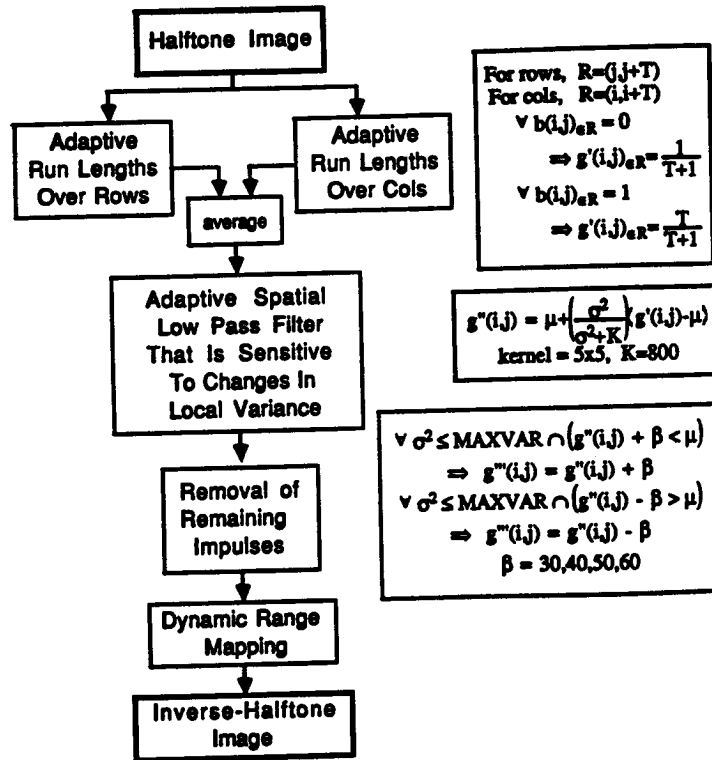 Halftone Image
Adaptive
Run Lengths
Over Rows
Adaptive
Run Lengths
Over Cols
average
Adaptive Spatial
Low Pass Filter
That Is Sensitive
To Changes In
Local Variance
Removal of
Remaining
Impulses
Dynamic Range
Mapping
Inverse-Halftone
Image
For rows, R=(j,j+T)
For cols, R=(i,i+T)
∀ b(i,j)∈R = 0
⇒ g'(i,j)∈R = 1/(T+1)
∀ b(i,j)∈R = 1
⇒ g'(i,j)∈R = T/(T+1)
g"(i,j) = μ+(σ²/(σ²+K))(g'(i,j)-μ)
kernel = 5x5, K=800
∀ σ² ≤ MAXVAR ∩ (g"(i,j) + β < μ)
⇒ g'"(i,j) = g"(i,j) + β
∀ σ² ≤ MAXVAR ∩ (g"(i,j) - β > μ)
⇒ g'"(i,j) = g"(i,j) - β
β = 30,40,50,60